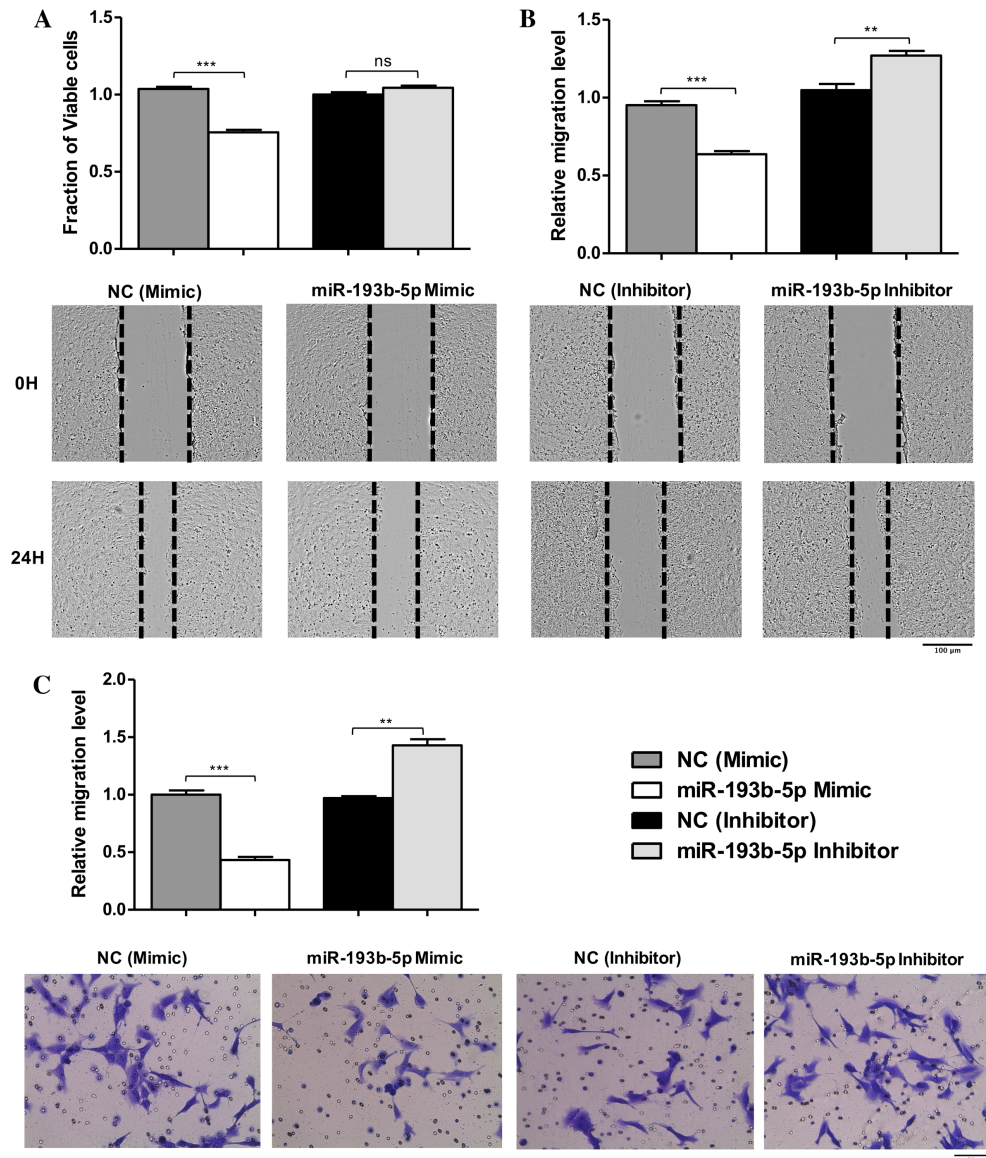 A
Fraction of Viable cells
1.5
1.0
0.5
0.0
***
ns
B
Relative migration level
1.5
1.0
0.5
0.0
***
**
NC (Mimic)
miR-193b-5p Mimic
NC (Inhibitor)
miR-193b-5p Inhibitor
0H
24H
100 µm
C
Relative migration level
2.0
1.5
1.0
0.5
0.0
***
**
NC (Mimic)
miR-193b-5p Mimic
NC (Inhibitor)
miR-193b-5p Inhibitor
NC (Mimic)
miR-193b-5p Mimic
NC (Inhibitor)
miR-193b-5p Inhibitor